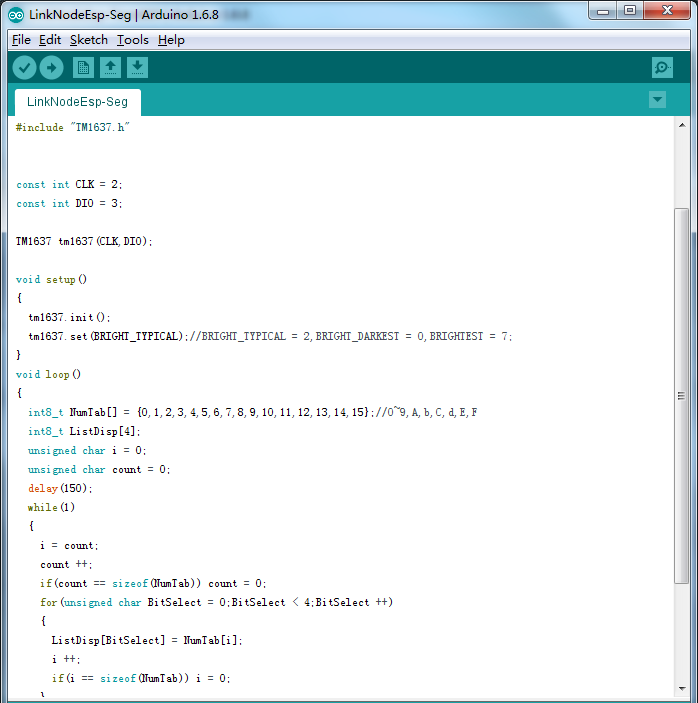 LinkNodeEsp-Seg | Arduino 1.6.8
File Edit Sketch Tools Help
LinkNodeEsp-Seg
#include "TM1637.h"
const int CLK = 2;
const int DIO = 3;
TM1637 tm1637(CLK,DIO);
void setup()
{
tm1637.init();
tm1637.set(BRIGHT_TYPICAL);//BRIGHT_TYPICAL = 2,BRIGHT_DARKEST = 0,BRIGHTEST = 7;
}
void loop()
{
int8_t NumTab[] = {0,1,2,3,4,5,6,7,8,9,10,11,12,13,14,15};//0~9,A,b,C,d,E,F
int8_t ListDisp[4];
unsigned char i = 0;
unsigned char count = 0;
delay(150);
while(1)
{
i = count;
count ++;
if(count == sizeof(NumTab)) count = 0;
for(unsigned char BitSelect = 0;BitSelect < 4;BitSelect ++)
{
ListDisp[BitSelect] = NumTab[i];
i ++;
if(i == sizeof(NumTab)) i = 0;
}